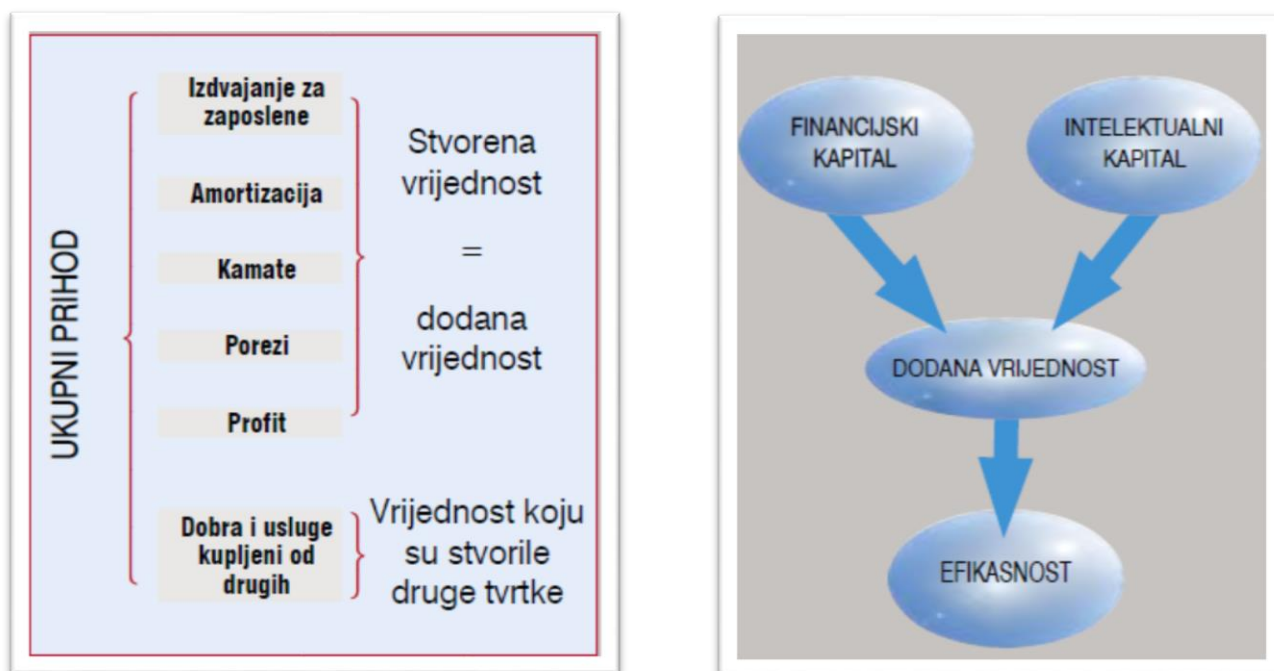 UKUPNI PRIHOD
Izdvajanje za
zaposlene
Amortizacija
Kamate
Porezi
Profit
Stvorena
vrijednost
=
dodana
vrijednost
Dobra i usluge
kupljeni od
drugih
Vrijednost koju
su stvorile
druge tvrtke
FINANCIJSKI
KAPITAL
INTELEKTUALNI
KAPITAL
DODANA VRIJEDNOST
EFIKASNOST